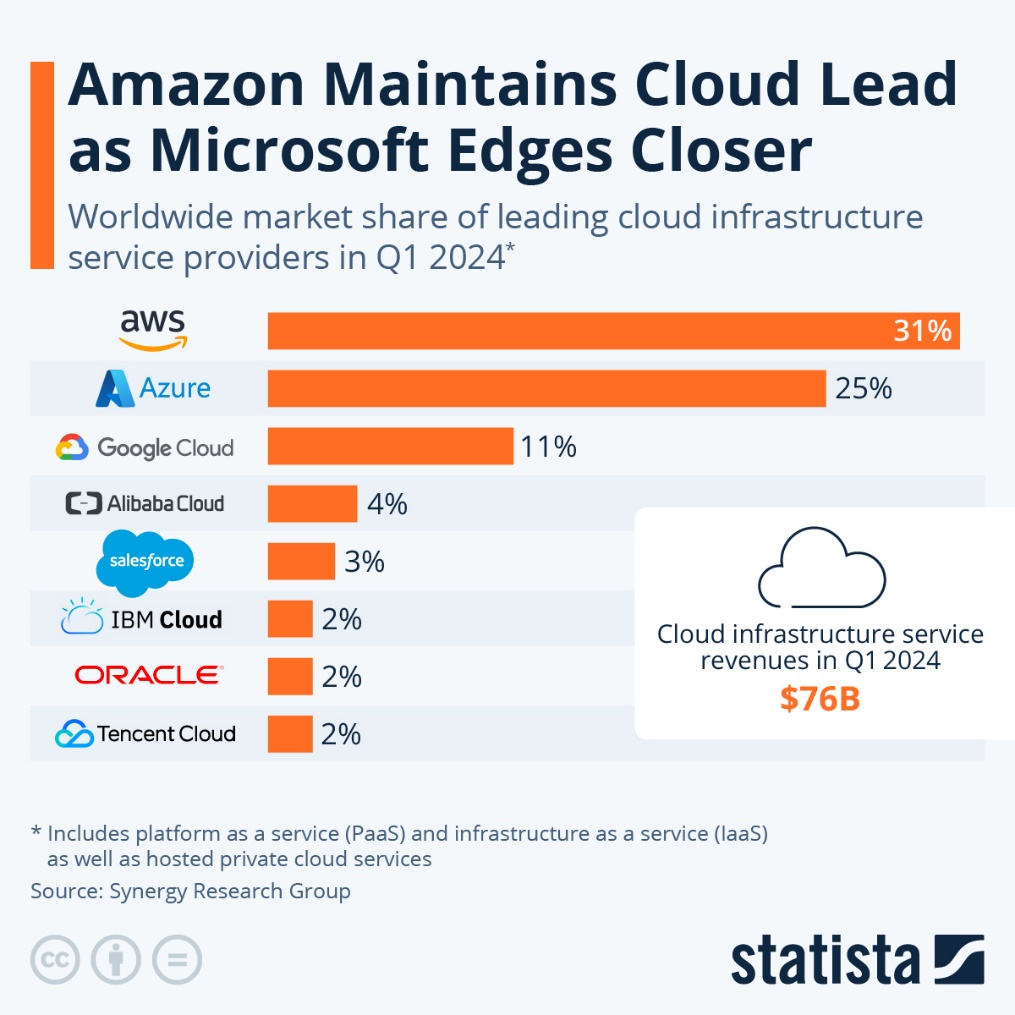 Amazon Maintains Cloud Lead
as Microsoft Edges Closer
Worldwide market share of leading cloud infrastructure
service providers in Q1 2024*
aws 31%
Azure 25%
Google Cloud 11%
Alibaba Cloud 4%
salesforce 3%
IBM Cloud 2%
ORACLE® 2%
Tencent Cloud 2%
Cloud infrastructure service
revenues in Q1 2024
$76B
* Includes platform as a service (PaaS) and infrastructure as a service (IaaS)
as well as hosted private cloud services
Source: Synergy Research Group
cc
statista